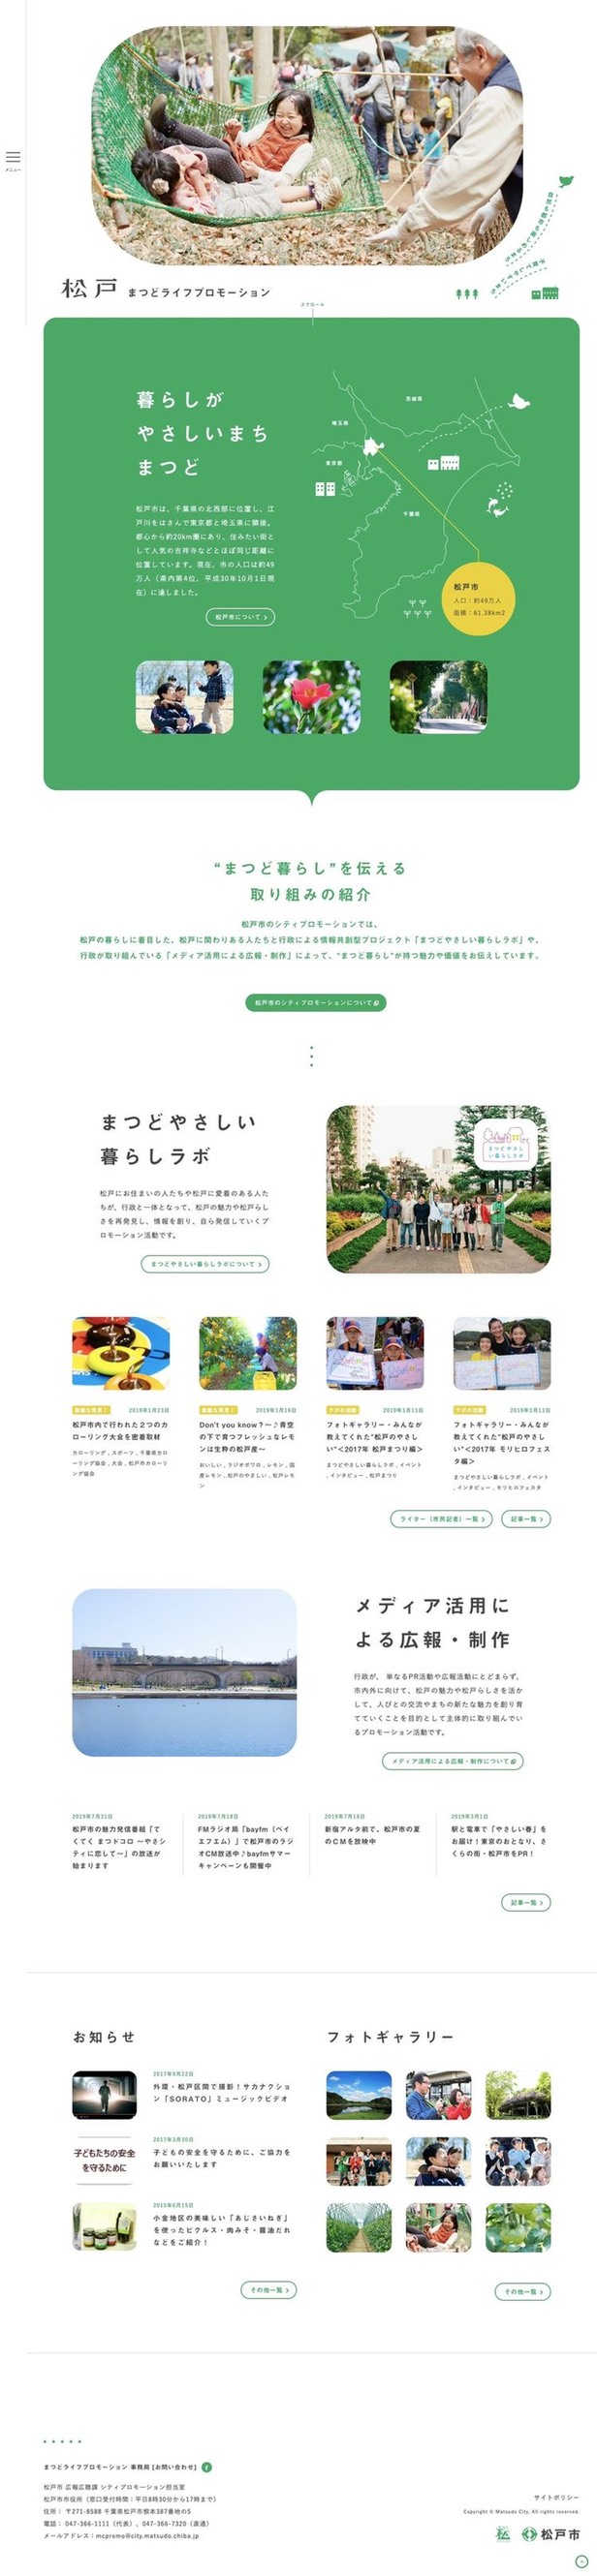 メニュー
松戸 まつどライフプロモーション
スクロール
暮らしが
やさしいまち
まつど
松戸市は、千葉県の北西部に位置し、江
戸川をはさんで東京都と埼玉県に隣接。
都心から約20km圏にあり、住みたい街と
して人気の吉祥寺などとほぼ同じ距離に
位置しています。現在、市の人口は約49
万人（県内第4位、平成30年10月1日現
在）に達しました。
松戸市について
茨城県
埼玉県
東京都
千葉県
松戸市
人口：約49万人
面積：61.38km2
“まつど暮らし”を伝える
取り組みの紹介
松戸市のシティプロモーションでは、
松戸の暮らしに着目した、松戸に関わりある人たちと行政による情報共創型プロジェクト「まつどやさしい暮らしラボ」や、
行政が取り組んでいる「メディア活用による広報・制作」によって、“まつど暮らし”が持つ魅力や価値をお伝えしています。
松戸市のシティプロモーションについて
まつどやさしい
暮らしラボ
松戸にお住まいの人たちや松戸に愛着のある人た
ちが、行政と一体となって、松戸の魅力や松戸らし
さを再発見し、情報を創り、自ら発信していくプ
ロモーション活動です。
まつどやさしい暮らしラボについて
まつどやさし
い暮らしラボ
素敵な発見！ 2019年1月23日
松戸市内で行われた２つのカ
ローリング大会を密着取材
カローリング , スポーツ , 千葉県カロ
ーリング協会 , 大会 , 松戸市カローリ
ング協会
素敵な発見！ 2019年1月16日
Don't you know？～♪青空
の下で育つフレッシュなレモ
ンは生粋の松戸産～
おいしい , ラジオポワロ , レモン , 国
産レモン , 松戸のやさしい , 松戸レモ
ン
ラボの活動 2019年1月11日
フォトギャラリー・みんなが
教えてくれた"松戸のやさし
い"＜2017年 松戸まつり編＞
まつどやさしい暮らしラボ , イベント
, インタビュー , 松戸まつり
ラボの活動 2019年1月11日
フォトギャラリー・みんなが
教えてくれた"松戸のやさし
い"＜2017年 モリヒロフェス
タ編＞
まつどやさしい暮らしラボ , イベント
, インタビュー , モリヒロフェスタ
ライター（市民記者）一覧
記事一覧
メディア活用に
よる広報・制作
行政が、 単なるPR活動や広報活動にとどまらず、
市内外に向けて、松戸の魅力や松戸らしさを活か
して、人びとの交流やまちの新たな魅力を創り育
てていくことを目的として主体的に取り組んでい
るプロモーション活動です。
メディア活用による広報・制作について
2019年7月31日
松戸市の魅力発信番組「て
くてく まつドコロ ～やさシ
ティに恋して～」の放送が
始まります
2019年7月18日
FMラジオ局「bayfm（ベイ
エフエム）」で松戸市のラジ
オCM放送中♪bayfmサマー
キャンペーンも開催中
2019年7月18日
新宿アルタ前で、松戸市の夏
のＣＭを放映中
2019年3月1日
駅と電車で『やさしい春』を
お届け！東京のおとなり、さ
くらの街・松戸市をPR！
記事一覧
お知らせ
2017年9月22日
外環・松戸区間で撮影！サカナクショ
ン「SORATO」ミュージックビデオ
子どもたちの安全
を守るために
2017年3月30日
子どもの安全を守るために、ご協力を
お願いいたします
2015年6月15日
小金地区の美味しい「あじさいねぎ」
を使ったピクルス・肉みそ・醤油だれ
などをご紹介！
その他一覧
フォトギャラリー
その他一覧
まつどライフプロモーション 事務局 [お問い合わせ]
松戸市 広報広聴課 シティプロモーション担当室
松戸市市役所（窓口受付時間：平日8時30分から17時まで）
住所： 〒271-8588 千葉県松戸市根本387番地の5
電話： 047-366-1111（代表）、047-366-7320（直通）
メールアドレス：mcpromo@city.matsudo.chiba.jp
サイトポリシー
Copyright © Matsudo City, All rights reserved.
松戸市